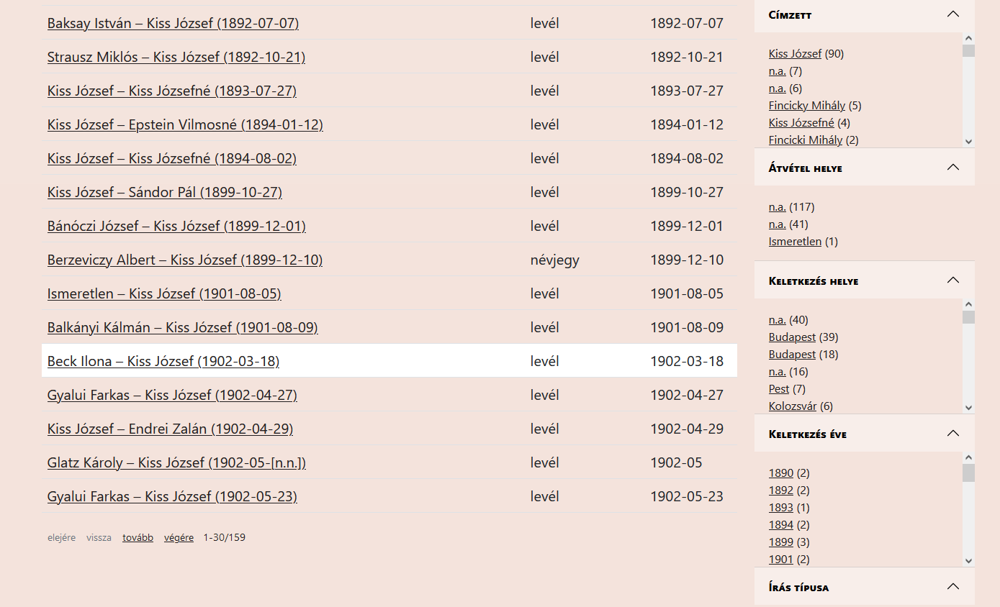 Baksay István – Kiss József (1892-07-07) levél 1892-07-07
Strausz Miklós – Kiss József (1892-10-21) levél 1892-10-21
Kiss József – Kiss Józsefné (1893-07-27) levél 1893-07-27
Kiss József – Epstein Vilmosné (1894-01-12) levél 1894-01-12
Kiss József – Kiss Józsefné (1894-08-02) levél 1894-08-02
Kiss József – Sándor Pál (1899-10-27) levél 1899-10-27
Bánóczi József – Kiss József (1899-12-01) levél 1899-12-01
Berzeviczy Albert – Kiss József (1899-12-10) névjegy 1899-12-10
Ismeretlen – Kiss József (1901-08-05) levél 1901-08-05
Balkányi Kálmán – Kiss József (1901-08-09) levél 1901-08-09
Beck Ilona – Kiss József (1902-03-18) levél 1902-03-18
Gyalui Farkas – Kiss József (1902-04-27) levél 1902-04-27
Kiss József – Endrei Zalán (1902-04-29) levél 1902-04-29
Glatz Károly – Kiss József (1902-05-[n.n.]) levél 1902-05
Gyalui Farkas – Kiss József (1902-05-23) levél 1902-05-23
elejére vissza tovább végére 1-30/159
Címzett
Kiss József (90)
n.a. (7)
n.a. (6)
Fincicky Mihály (5)
Kiss Józsefné (4)
Fincicki Mihály (2)
Átvétel helye
n.a. (117)
n.a. (41)
Ismeretlen (1)
Keletkezés helye
n.a. (40)
Budapest (39)
Budapest (18)
n.a. (16)
Pest (7)
Kolozsvár (6)
Keletkezés éve
1890 (2)
1892 (2)
1893 (1)
1894 (2)
1899 (3)
1901 (2)
Írás típusa